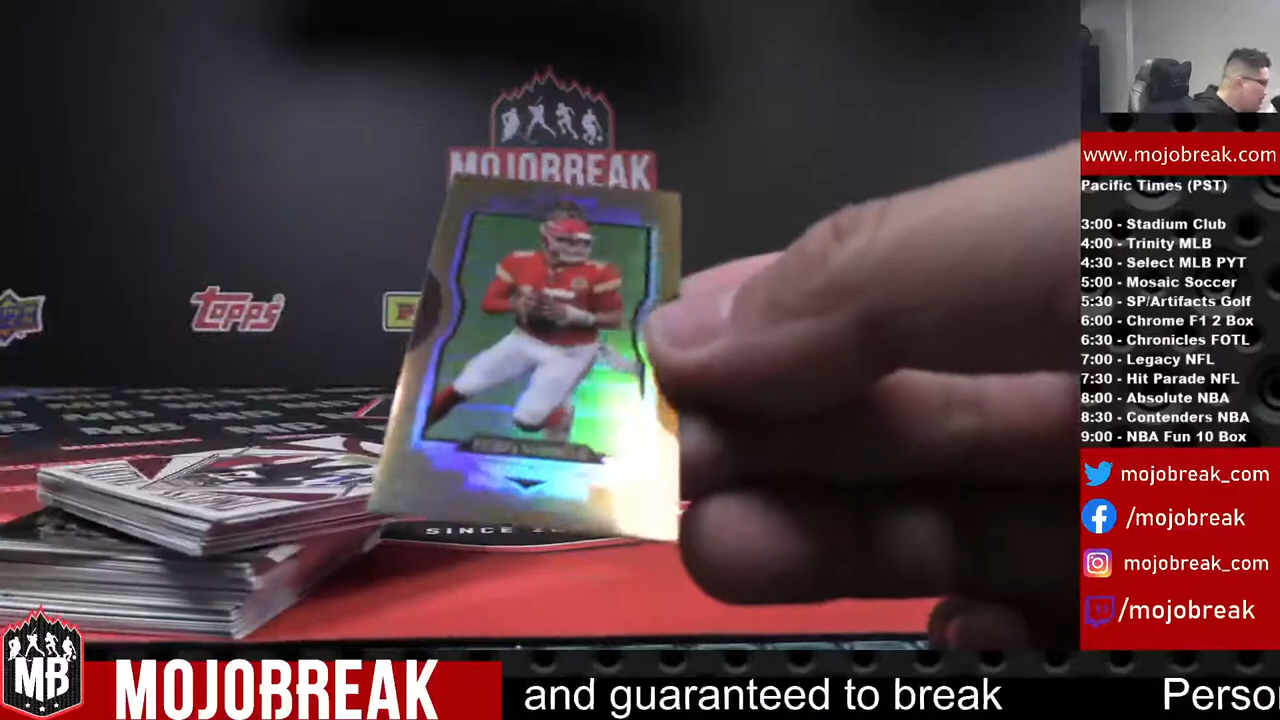 MOJOBREAK
TOPPS
SINCE
www.mojobreak.com
Pacific Times (PST)
3:00 - Stadium Club
4:00 - Trinity MLB
4:30 - Select MLB PYT
5:00 - Mosaic Soccer
5:30 - SP/Artifacts Golf
6:00 - Chrome F1 2 Box
6:30 - Chronicles FOTL
7:00 - Legacy NFL
7:30 - Hit Parade NFL
8:00 - Absolute NBA
8:30 - Contenders NBA
9:00 - NBA Fun 10 Box
mojobreak_com
/mojobreak
mojobreak_com
/mojobreak
MB
MOJOBREAK
and guaranteed to break Perso